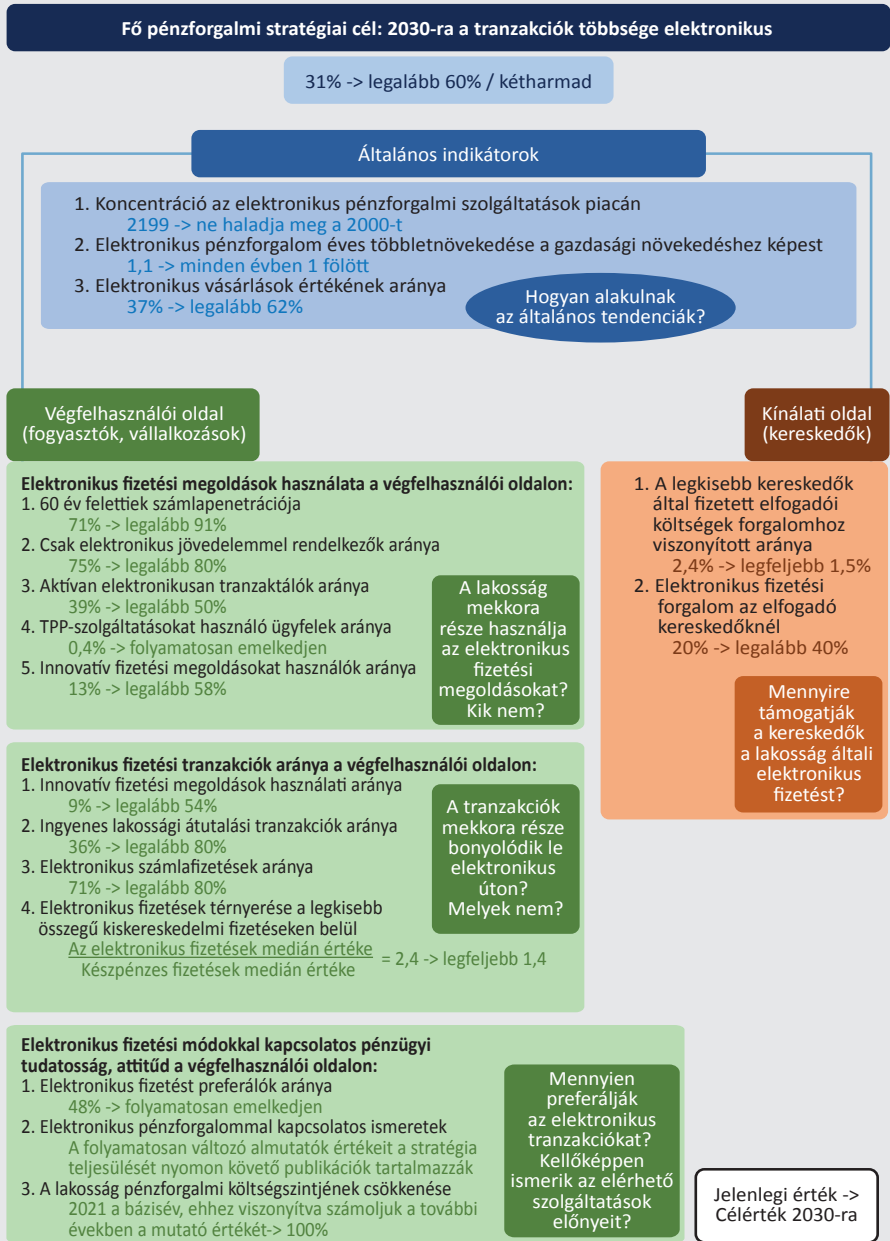 Fő pénzforgalmi stratégiai cél: 2030-ra a tranzakciók többsége elektronikus
31% -> legalább 60% / kétharmad
Általános indikátorok
1. Koncentráció az elektronikus pénzforgalmi szolgáltatások piacán
2199 -> ne haladja meg a 2000-t
2. Elektronikus pénzforgalom éves többletnövekedése a gazdasági növekedéshez képest
1,1 -> minden évben 1 fölött
3. Elektronikus vásárlások értékének aránya
37% -> legalább 62%
Hogyan alakulnak
az általános tendenciák?
Végfelhasználói oldal
(fogyasztók, vállalkozások)
Elektronikus fizetési megoldások használata a végfelhasználói oldalon:
1. 60 év felettiek számlapenetrációja
71% -> legalább 91%
2. Csak elektronikus jövedelemmel rendelkezők aránya
75% -> legalább 80%
3. Aktívan elektronikusan tranzaktálók aránya
39% -> legalább 50%
4. TPP-szolgáltatásokat használó ügyfelek aránya
0,4% -> folyamatosan emelkedjen
5. Innovatív fizetési megoldásokat használók aránya
13% -> legalább 58%
A lakosság
mekkora
része használja
az elektronikus
fizetési
megoldásokat?
Kik nem?
Elektronikus fizetési tranzakciók aránya a végfelhasználói oldalon:
1. Innovatív fizetési megoldások használati aránya
9% -> legalább 54%
2. Ingyenes lakossági átutalási tranzakciók aránya
36% -> legalább 80%
3. Elektronikus számlafizetések aránya
71% -> legalább 80%
4. Elektronikus fizetések térnyerése a legkisebb
összegű kiskereskedelmi fizetéseken belül
Az elektronikus fizetések medián értéke
Készpénzes fizetések medián értéke
= 2,4 -> legfeljebb 1,4
A tranzakciók
mekkora része
bonyolódik le
elektronikus
úton?
Melyek nem?
Elektronikus fizetési módokkal kapcsolatos pénzügyi
tudatosság, attitűd a végfelhasználói oldalon:
1. Elektronikus fizetést preferálók aránya
48% -> folyamatosan emelkedjen
2. Elektronikus pénzforgalommal kapcsolatos ismeretek
A folyamatosan változó almutatók értékeit a stratégia
teljesülését nyomon követő publikációk tartalmazzák
3. A lakosság pénzforgalmi költségszintjének csökkenése
2021 a bázisév, ehhez viszonyítva számoljuk a további
években a mutató értékét-> 100%
Mennyien
preferálják
az elektronikus
tranzakciókat?
Kellőképpen
ismerik az elérhető
szolgáltatások
előnyeit?
Kínálati oldal
(kereskedők)
1. A legkisebb kereskedők
által fizetett elfogadói
költségek forgalomhoz
viszonyított aránya
2,4% -> legfeljebb 1,5%
2. Elektronikus fizetési
forgalom az elfogadó
kereskedőknél
20% -> legalább 40%
Mennyire
támogatják
a kereskedők
a lakosság általi
elektronikus
fizetést?
Jelenlegi érték ->
Célérték 2030-ra